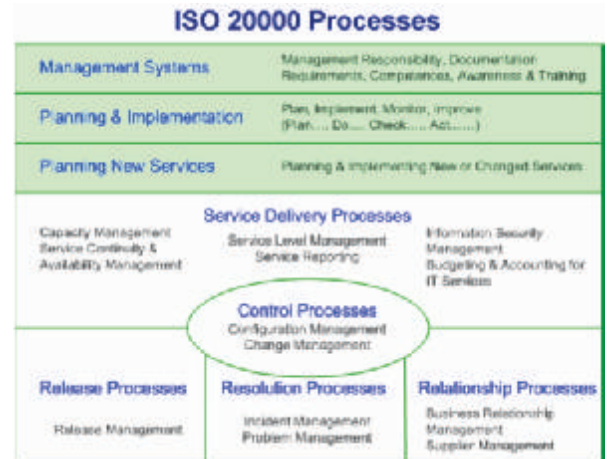 ISO 20000 Processes
Management Systems
Management Responsibility, Documentation
Requirements, Competences, Awareness & Training
Planning & Implementation
Plan, Implement, Monitor, Improve
(Plan.... Do.... Check..... Act......)
Planning New Services
Planning & Implementing New or Changed Services
Service Delivery Processes
Capacity Management
Service Continuity &
Availability Management
Service Level Management
Service Reporting
Information Security
Management
Budgeting & Accounting for
IT Services
Control Processes
Configuration Management
Change Management
Release Processes
Release Management
Resolution Processes
Incident Management
Problem Management
Relationship Processes
Business Relationship
Management
Supplier Management